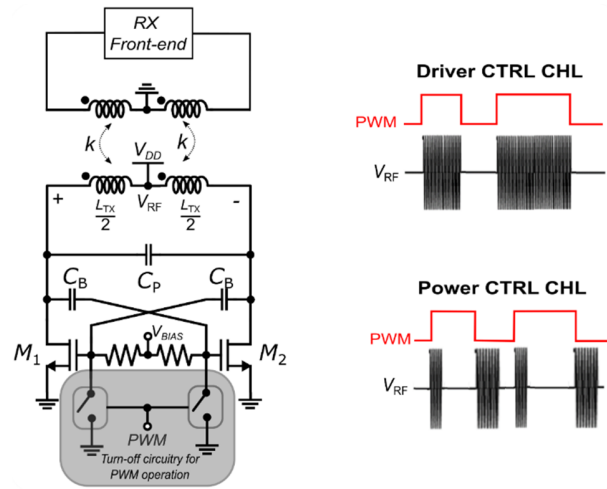 RX
Front-end
k
k
V_DD
+
-
L_TX
2
V_RF
L_TX
2
C_B
C_P
C_B
V_BIAS
M_1
M_2
PWM
Turn-off circuitry for
PWM operation
Driver CTRL CHL
PWM
V_RF
Power CTRL CHL
PWM
V_RF